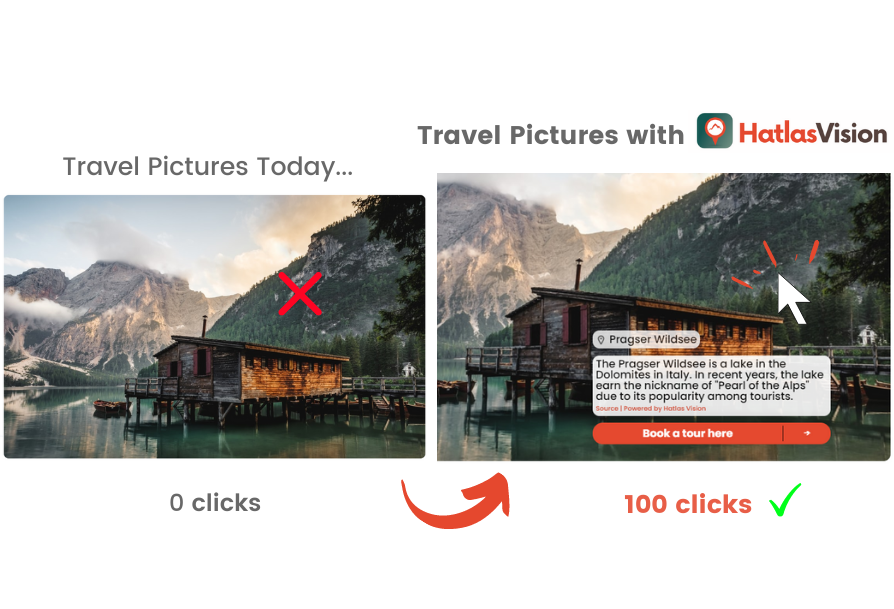 Travel Pictures Today...
0 clicks
Travel Pictures with HatlasVision
Pragser Wildsee
The Pragser Wildsee is a lake in the
Dolomites in Italy. In recent years, the lake
earn the nickname of "Pearl of the Alps"
due to its popularity among tourists.
Source | Powered by Hatlas Vision
Book a tour here
100 clicks